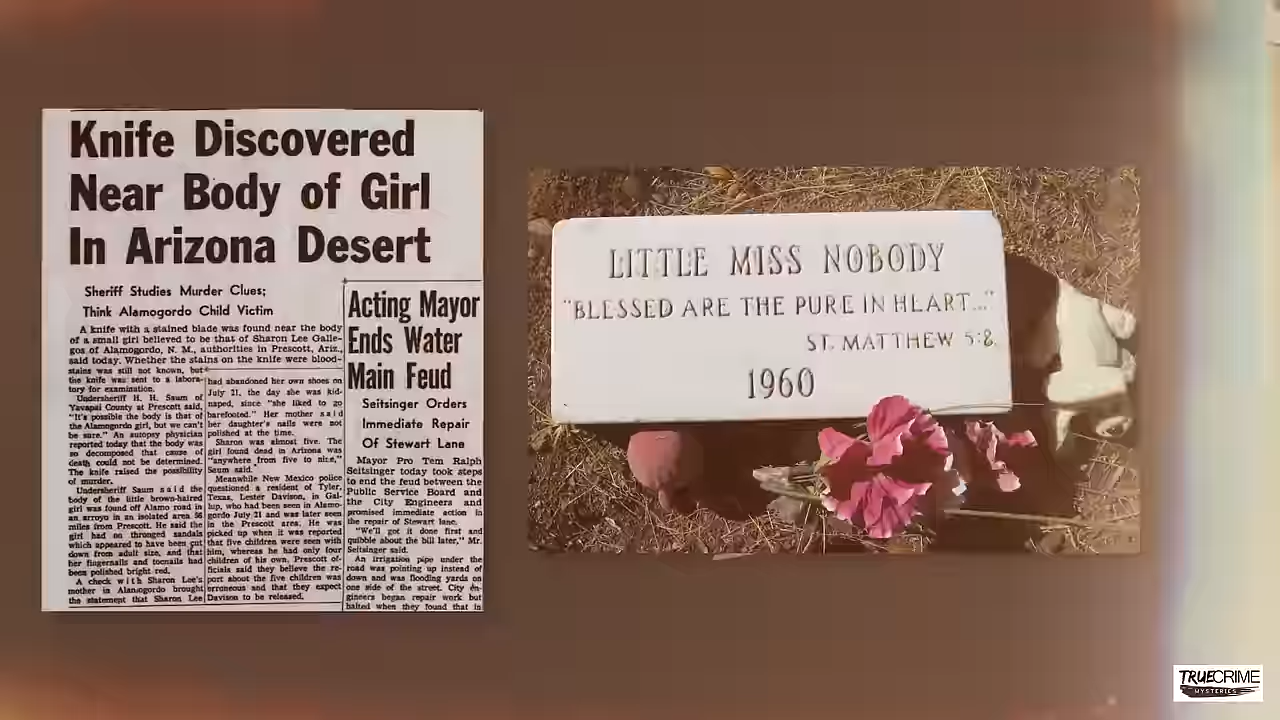 Knife Discovered
Near Body of Girl
In Arizona Desert
Sheriff Studies Murder Clues;
Think Alamogordo Child Victim
A knife with a stained blade was found near the body
of a small girl believed to be that of Sharon Lee Galle-
gos of Alamogordo, N. M., authorities in Prescott, Ariz.,
said today. Whether the stains on the knife were blood-
stains was still not known, but
the knife was sent to a labora-
tory for examination.
Undersheriff H. H. Saum of
Yavapai County at Prescott said,
"It's possible the body is that of
the Alamogordo girl, but we can't
be sure." An autopsy physician
reported today that the body was
so decomposed that cause of
death could not be determined.
The knife raised the possibility
of murder.
Undersheriff Saum said the
body of the little brown-haired
girl was found off Alamo road in
an arroyo in an isolated area 56
miles from Prescott. He said the
girl had on thronged sandals
which appeared to have been cut
down from adult size, and that
her fingernails and toenails had
been polished bright red.
A check with Sharon Lee's
mother in Alamogordo brought
the statement that Sharon Lee
had abandoned her own shoes on
July 21, the day she was kid-
naped, since "she liked to go
barefooted." Her mother said
her daughter's nails were not
polished at the time.
Sharon was almost five. The
girl found dead in Arizona was
"anywhere from five to nine,"
Saum said.
Meanwhile New Mexico police
questioned a resident of Tyler,
Texas, Lester Davison, in Gal-
lup, who had been seen in Alamo-
gordo July 21 and was later seen
in the Prescott area. He was
picked up when it was reported
that five children were seen with
him, whereas he had only four
children of his own. Prescott of-
ficials said they believe the re-
port about the five children was
erroneous and that they expect
Davison to be released.
Acting Mayor
Ends Water
Main Feud
Seitsinger Orders
Immediate Repair
Of Stewart Lane
Mayor Pro Tem Ralph
Seitsinger today took steps
to end the feud between the
Public Service Board and
the City Engineers and
promised immediate action in
the repair of Stewart lane.
"We'll got it done first and
quibble about the bill later," Mr.
Seitsinger said.
An irrigation pipe under the
road was pointing up instead of
down and was flooding yards on
one side of the street. City en-
gineers began repair work but
halted when they found that in
LITTLE MISS NOBODY
"BLESSED ARE THE PURE IN HEART..."
ST. MATTHEW 5:8
1960
TRUECRIME
MYSTERIES